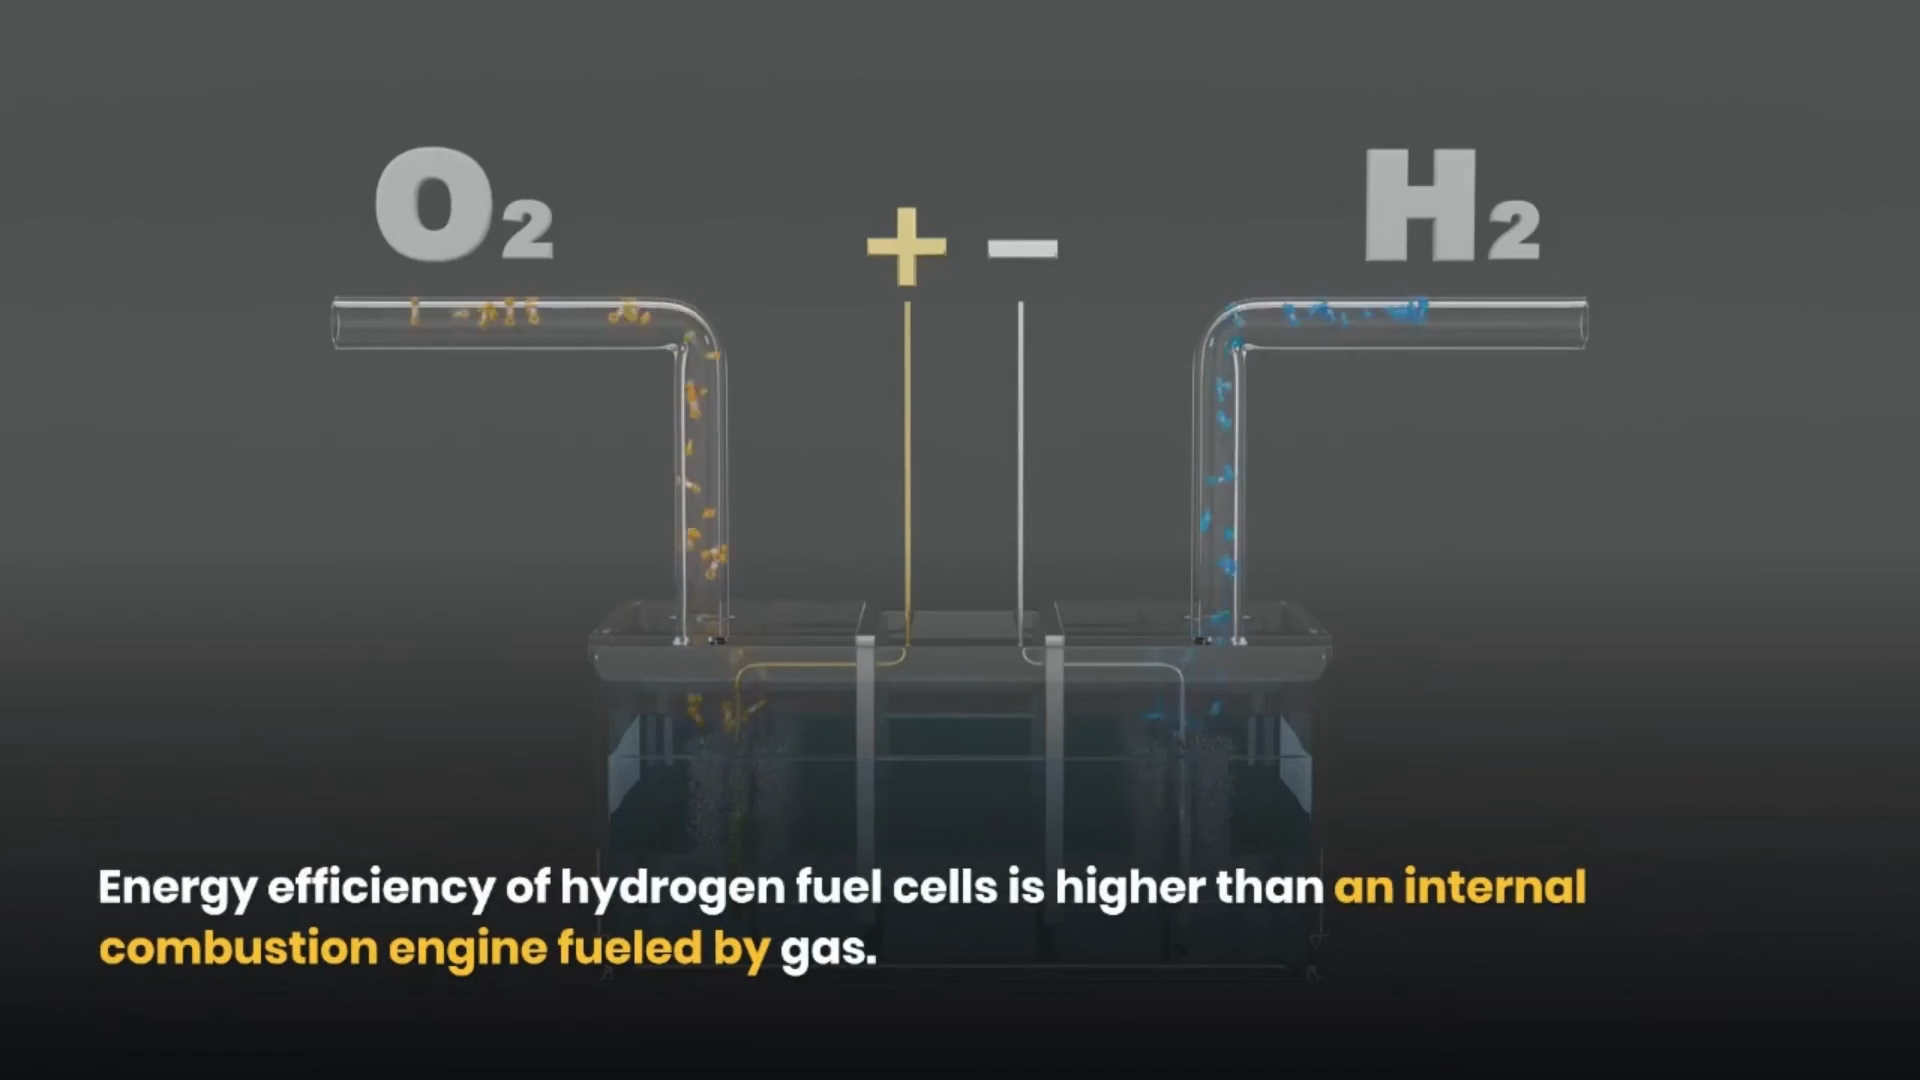 O2
+ −
H2
Energy efficiency of hydrogen fuel cells is higher than an internal
combustion engine fueled by gas.